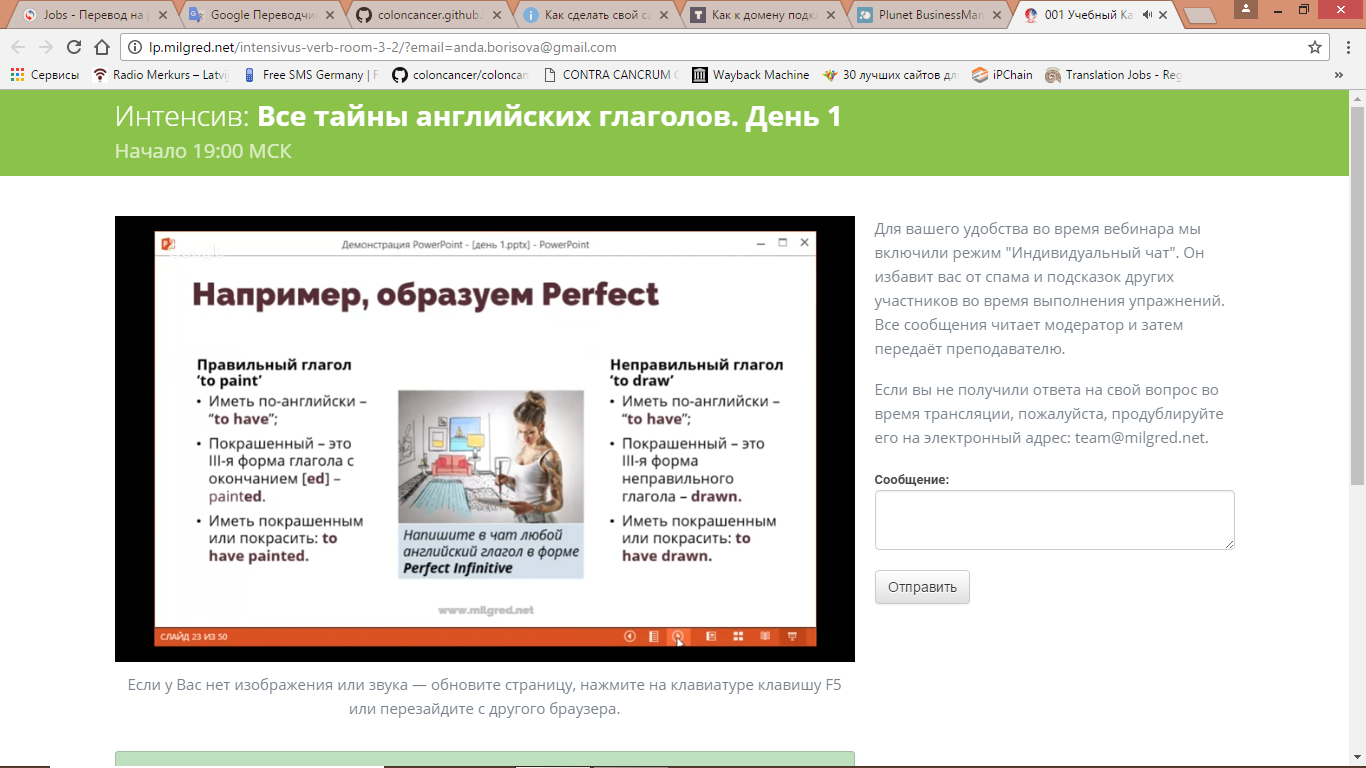 Jobs - Перевод на
Google Переводчи
coloncancer.github.
Как сделать свой са
Как к домену подк
Plunet BusinessMan
001 Учебный Ка
lp.milgred.net/intensivus-verb-room-3-2/?email=anda.borisova@gmail.com
Сервисы
Radio Merkurs – Latv
Free SMS Germany | F
coloncancer/coloncan
CONTRA CANCRUM
Wayback Machine
30 лучших сайтов для
iPChain
Translation Jobs - Reg
»
Интенсив: Все тайны английских глаголов. День 1
Начало 19:00 МСК
Демонстрация PowerPoint - [день 1.pptx] - PowerPoint
Например, образуем Perfect
Правильный глагол
‘to paint’
• Иметь по-английски –
“to have”;
• Покрашенный – это
III-я форма глагола с
окончанием [ed] –
painted.
• Иметь покрашенным
или покрасить: to
have painted.
Напишите в чат любой
английский глагол в форме
Perfect Infinitive
Неправильный глагол
‘to draw’
• Иметь по-английски –
“to have”;
• Покрашенный – это
III-я форма
неправильного
глагола – drawn.
• Иметь покрашенным
или покрасить: to
have drawn.
www.milgred.net
СЛАЙД 23 ИЗ 50
Если у Вас нет изображения или звука — обновите страницу, нажмите на клавиатуре клавишу F5
или перезайдите с другого браузера.
Для вашего удобства во время вебинара мы
включили режим "Индивидуальный чат". Он
избавит вас от спама и подсказок других
участников во время выполнения упражнений.
Все сообщения читает модератор и затем
передаёт преподавателю.
Если вы не получили ответа на свой вопрос во
время трансляции, пожалуйста, продублируйте
его на электронный адрес: team@milgred.net.
Сообщение:
Отправить